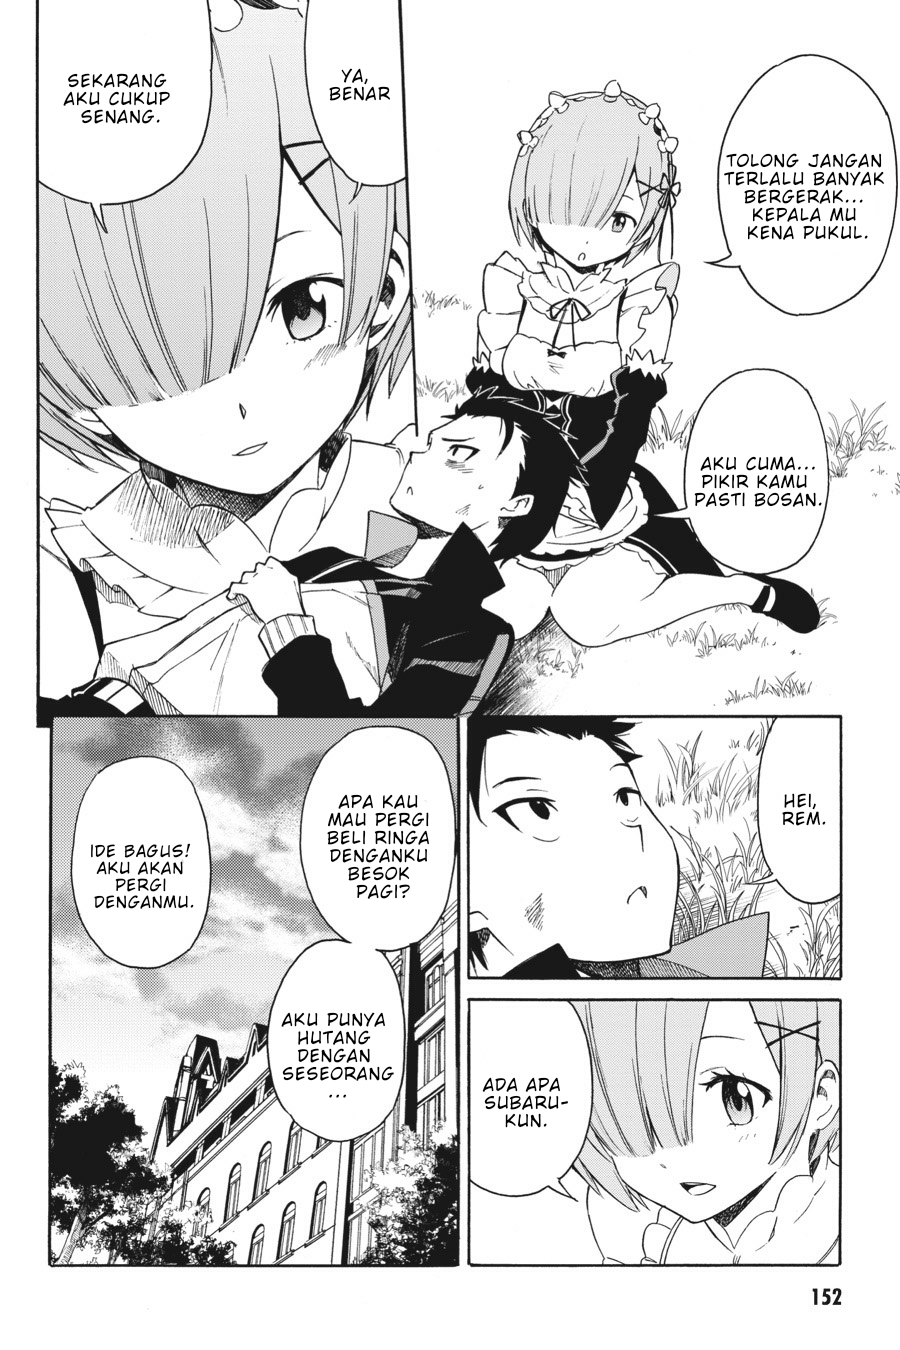 TOLONG JANGAN
TERLALU BANYAK
BERGERAK...
KEPALA MU
KENA PUKUL.
AKU CUMA...
PIKIR KAMU
PASTI BOSAN.
YA,
BENAR
SEKARANG
AKU CUKUP
SENANG.
HEI,
REM.
ADA APA
SUBARU-
KUN.
APA KAU
MAU PERGI
BELI RINGA
DENGANKU
BESOK
PAGI?
AKU PUNYA
HUTANG
DENGAN
SESEORANG
...
IDE BAGUS!
AKU AKAN
PERGI
DENGANMU.
152